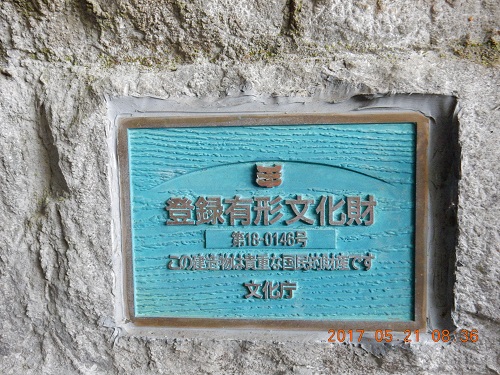 登録有形文化財
第18-0146号
この建造物は貴重な国民的財産です
文化庁
2017 05 21 08:36